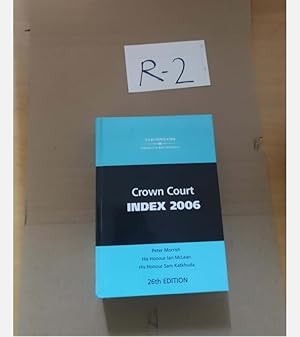 R-2
Crown Court
INDEX 2006
Peter Morrish
His Honour Ian McLean
His Honour Sam Katkhuda
26th EDITION